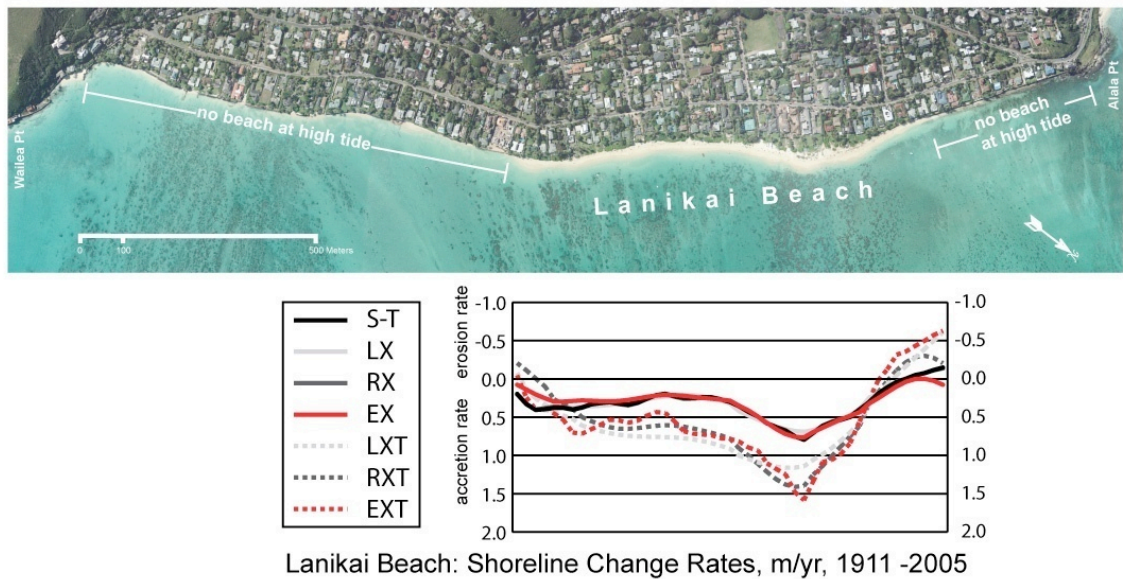 Wailea Pt
no beach at high tide
Lanikai Beach
no beach
at high tide
Alala Pt
0 100 500 Meters
N
S-T
LX
RX
EX
LXT
RXT
EXT
erosion rate
accretion rate
-1.0
-0.5
0.0
0.5
1.0
1.5
2.0
-1.0
-0.5
0.0
0.5
1.0
1.5
2.0
Lanikai Beach: Shoreline Change Rates, m/yr, 1911 -2005